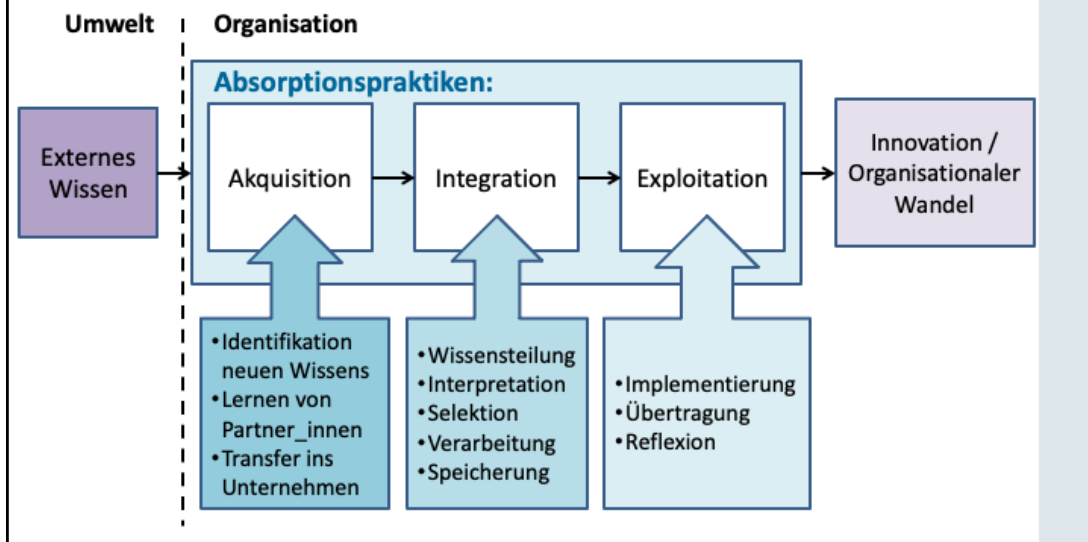 Umwelt
Organisation
Absorptionspraktiken:
Externes
Wissen
Akquisition
Integration
Exploitation
Innovation /
Organisationaler
Wandel
•Identifikation
neuen Wissens
•Lernen von
Partner_innen
•Transfer ins
Unternehmen
•Wissensteilung
•Interpretation
•Selektion
•Verarbeitung
•Speicherung
•Implementierung
•Übertragung
•Reflexion